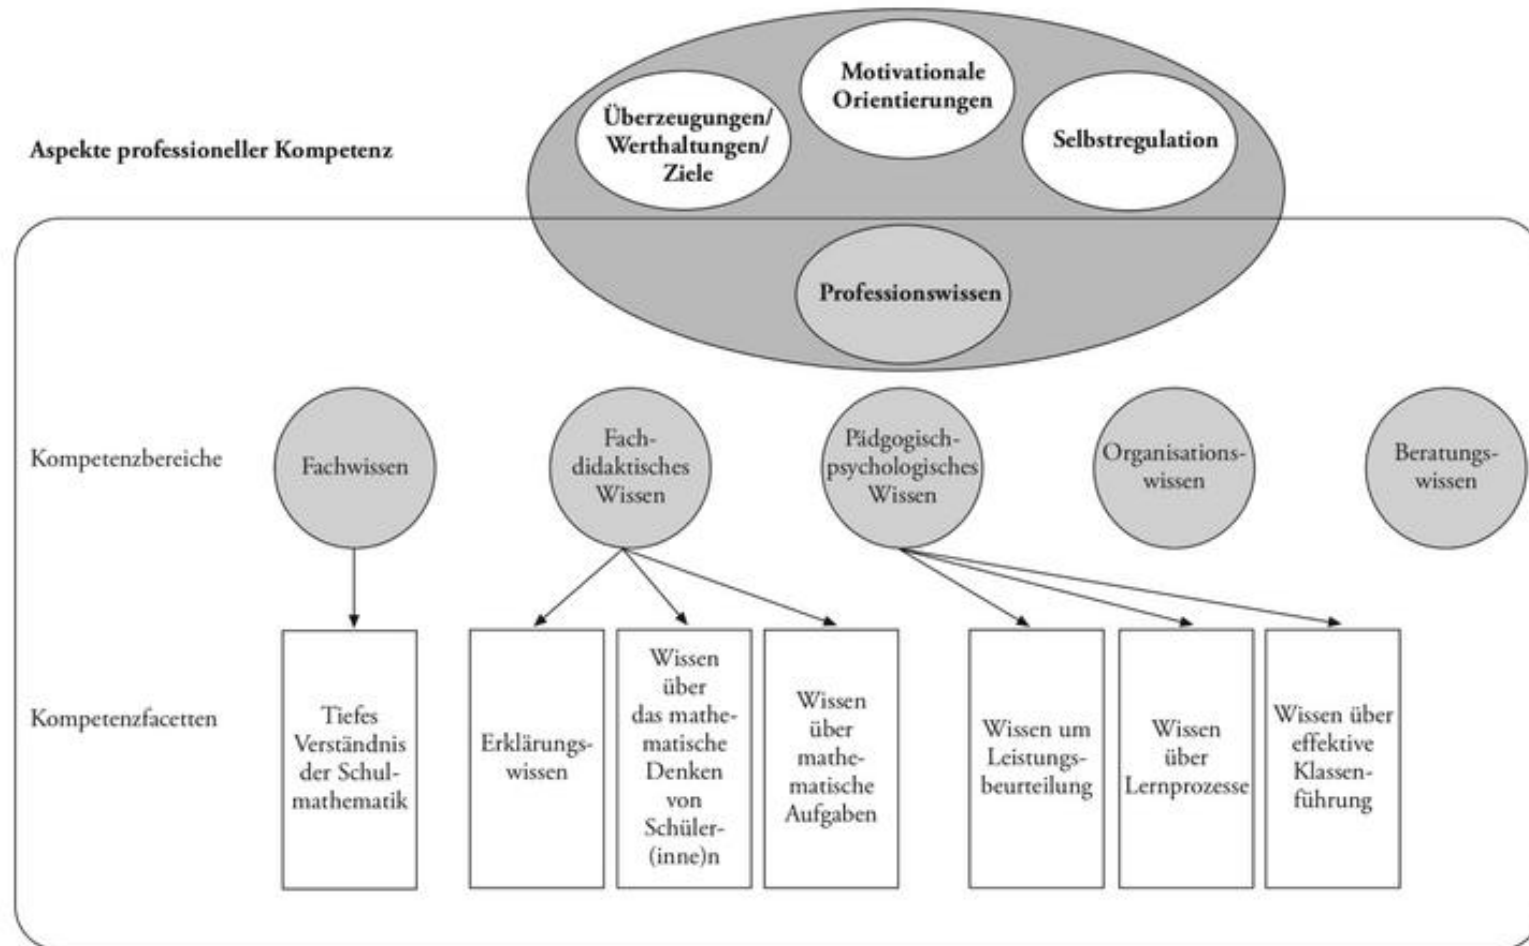 Motivationale
Orientierungen
Überzeugungen/
Werthaltungen/
Ziele
Selbstregulation
Aspekte professioneller Kompetenz
Professionswissen
Kompetenzbereiche
Fachwissen
Fach-
didaktisches
Wissen
Pädgogisch-
psychologisches
Wissen
Organisations-
wissen
Beratungs-
wissen
Kompetenzfacetten
Tiefes
Verständnis
der Schul-
mathematik
Erklärungs-
wissen
Wissen
über
das mathe-
matische
Denken
von
Schüler-
(inne)n
Wissen
über
mathe-
matische
Aufgaben
Wissen um
Leistungs-
beurteilung
Wissen
über
Lernprozesse
Wissen über
effektive
Klassen-
führung